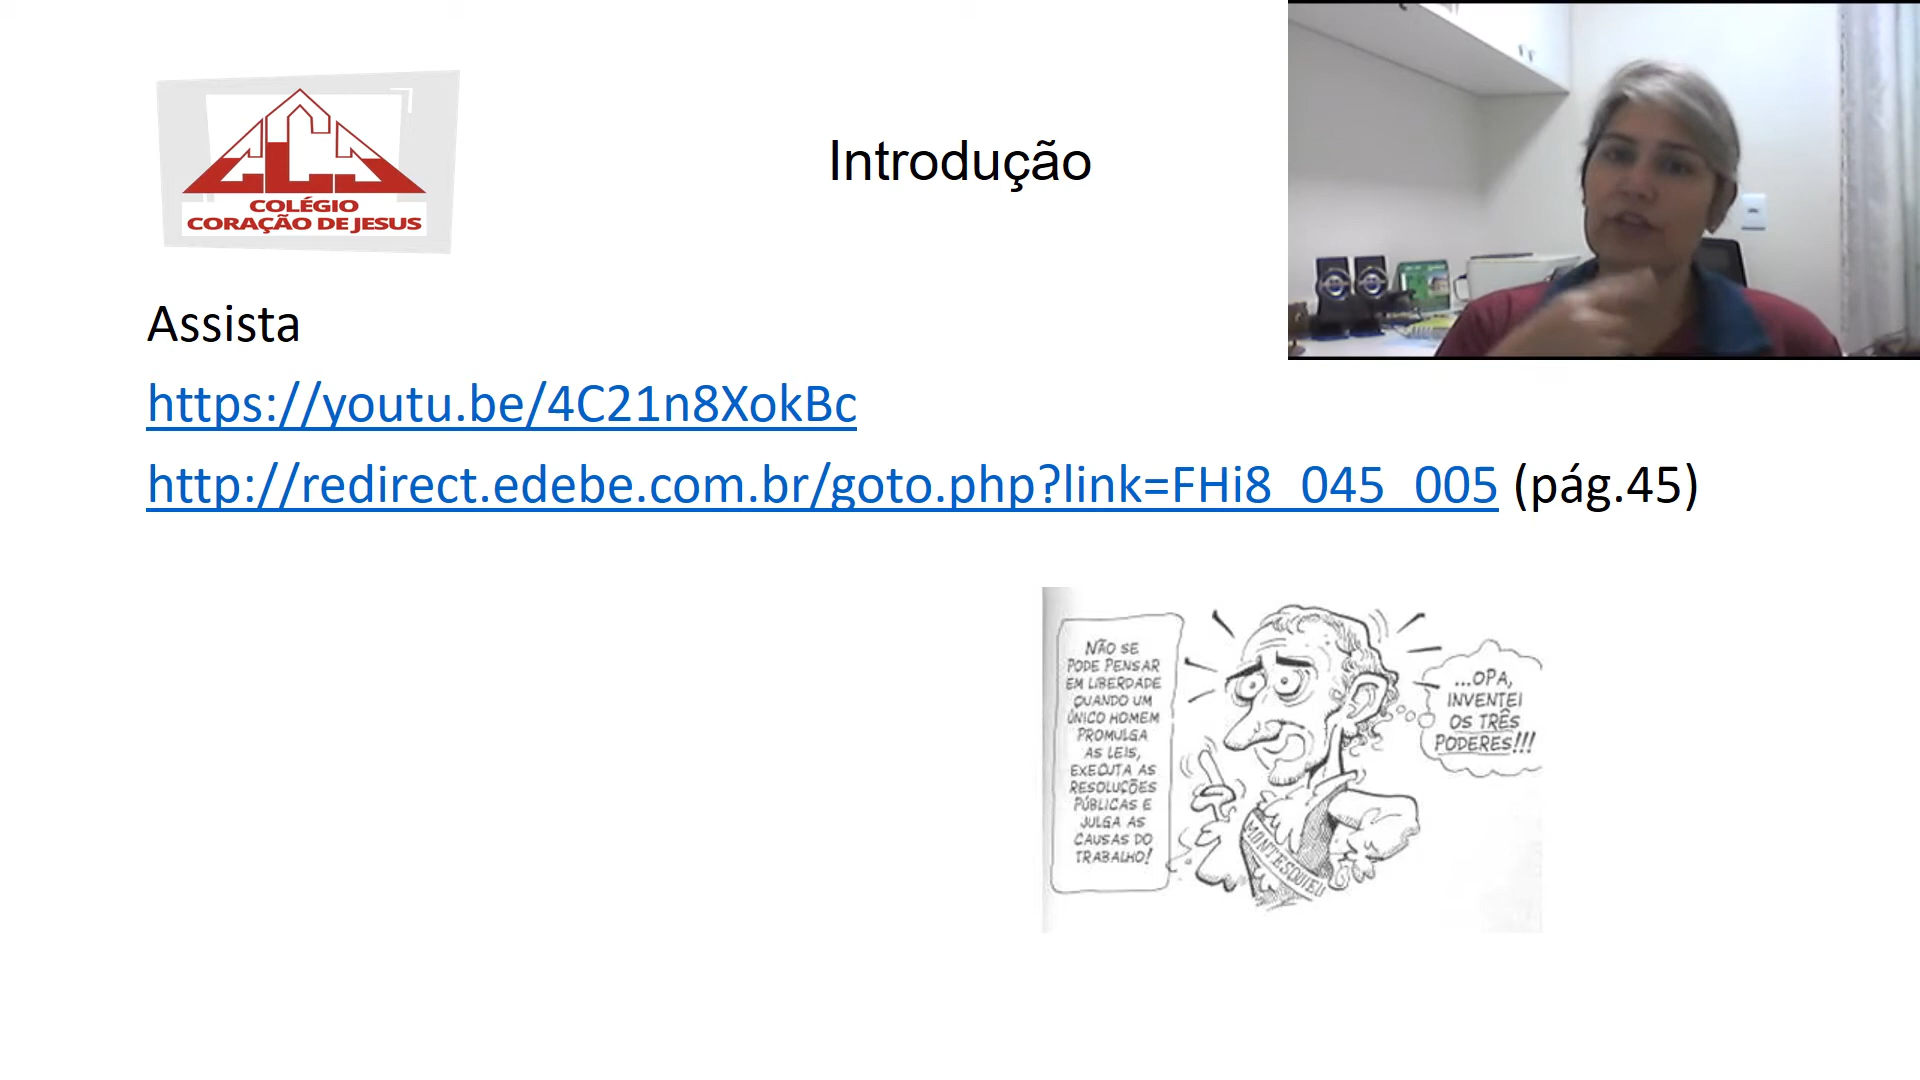 COLÉGIO
CORAÇÃO DE JESUS
Introdução
Assista
https://youtu.be/4C21n8XokBc
http://redirect.edebe.com.br/goto.php?link=FHi8_045_005 (pág.45)
NÃO SE
PODE PENSAR
EM LIBERDADE
QUANDO UM
ÚNICO HOMEM
PROMULGA
AS LEIS,
EXECUTA AS
RESOLUÇÕES
PÚBLICAS E
JULGA AS
CAUSAS DO
TRABALHO!
...OPA,
INVENTEI
OS TRÊS
PODERES!!!
MONTESQUIEU